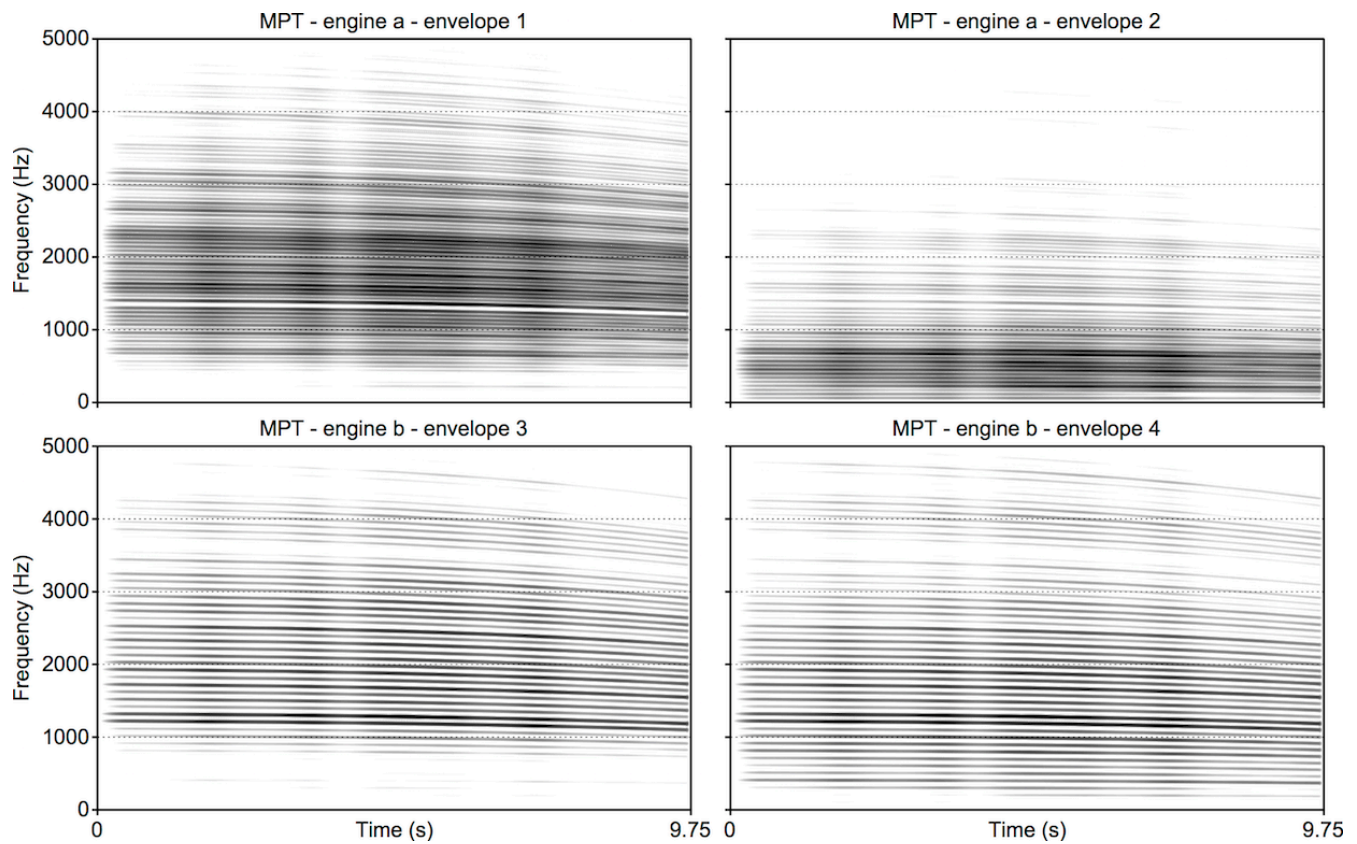 MPT - engine a - envelope 1
MPT - engine a - envelope 2
5000
4000
3000
2000
1000
0
Frequency (Hz)
MPT - engine b - envelope 3
MPT - engine b - envelope 4
5000
4000
3000
2000
1000
0
Frequency (Hz)
0
Time (s)
9.75
0
Time (s)
9.75